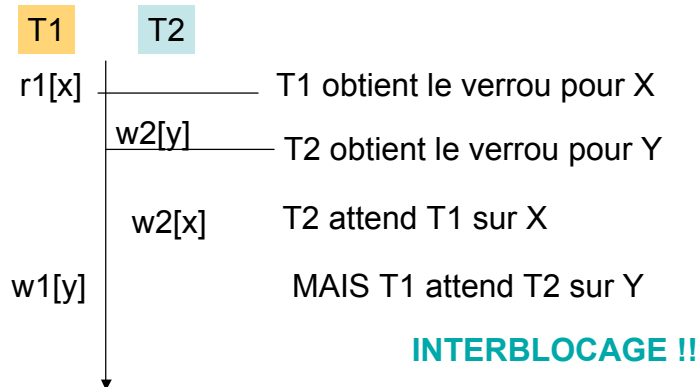 T1 T2
r1[x] T1 obtient le verrou pour X
w2[y] T2 obtient le verrou pour Y
w2[x] T2 attend T1 sur X
w1[y] MAIS T1 attend T2 sur Y
INTERBLOCAGE !!